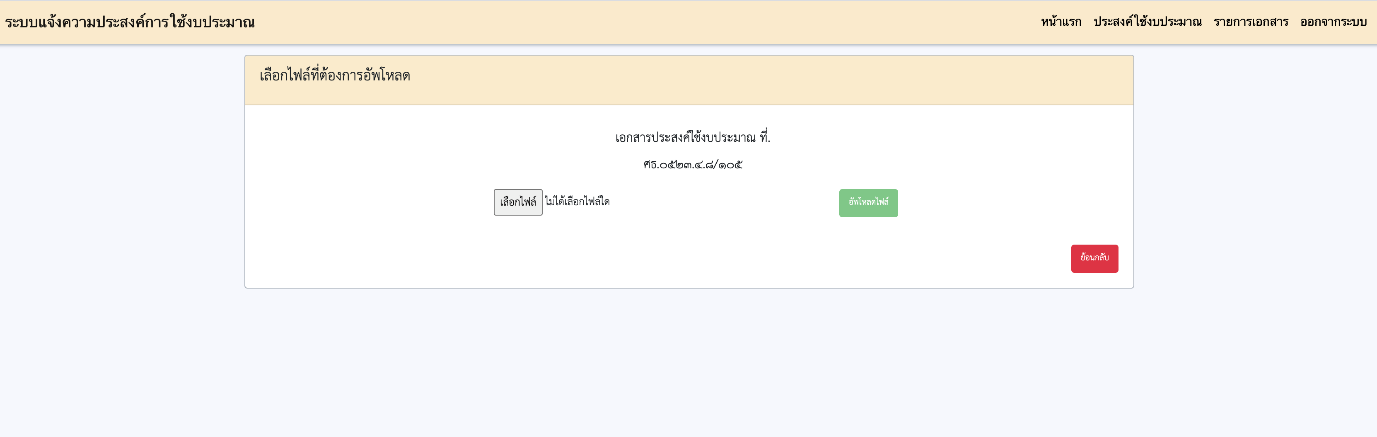 ระบบแจ้งความประสงค์การใช้งบประมาณ
หน้าแรก ประสงค์ใช้งบประมาณ รายการเอกสาร ออกจากระบบ
เลือกไฟล์ที่ต้องการอัพโหลด
เอกสารประสงค์ใช้งบประมาณ ที่.
ศธ.๐๕๒๓.๔.๘/๑๐๕
เลือกไฟล์ ไม่ได้เลือกไฟล์ใด อัพโหลดไฟล์
ย้อนกลับ